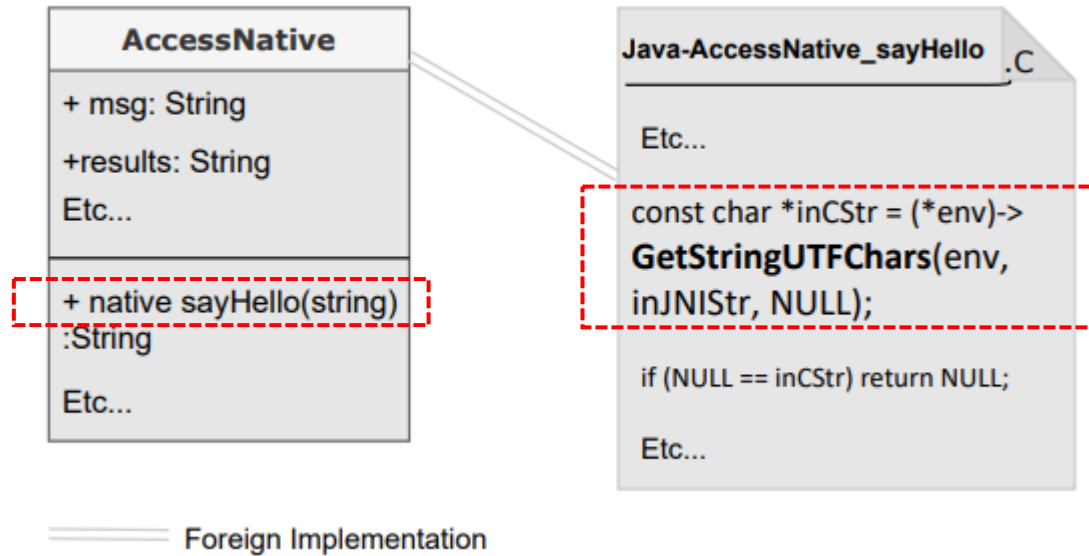 AccessNative
+ msg: String
+results: String
Etc...
+ native sayHello(string)
:String
Etc...
Java-AccessNative_sayHello .C
Etc...
const char *inCStr = (*env)->
GetStringUTFChars(env,
inJNIStr, NULL);
if (NULL == inCStr) return NULL;
Etc...
Foreign Implementation